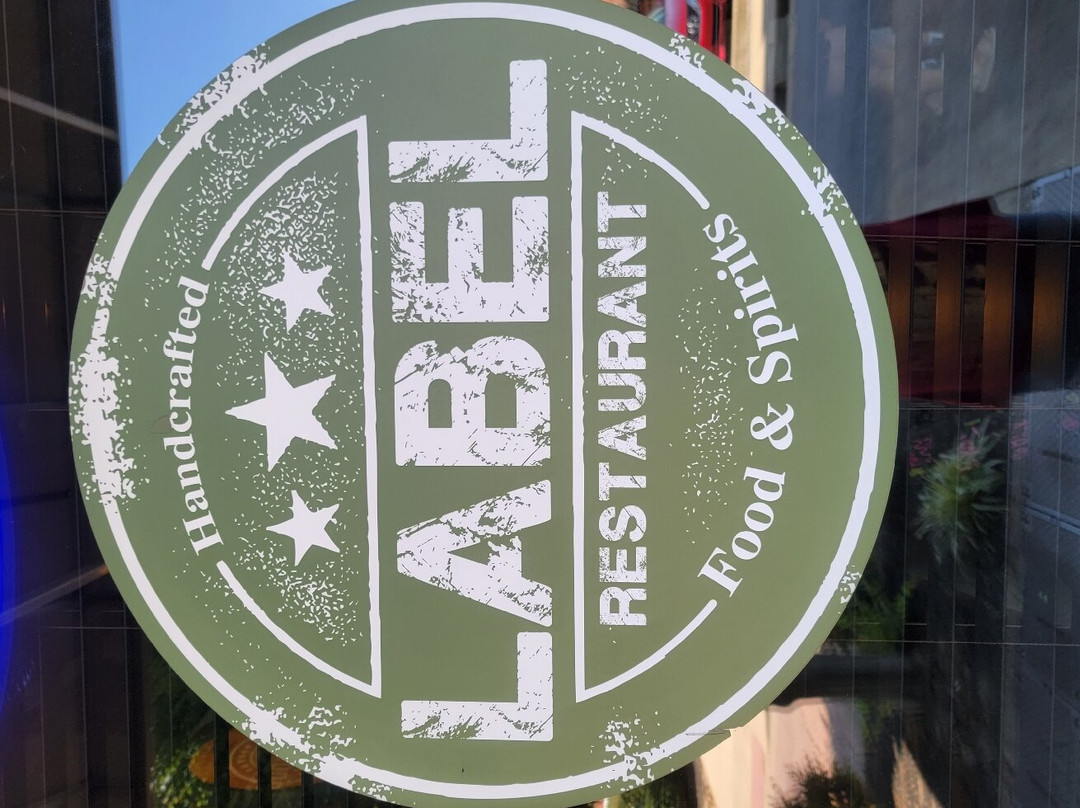 Handcrafted
LABEL
RESTAURANT
Food & Spirits